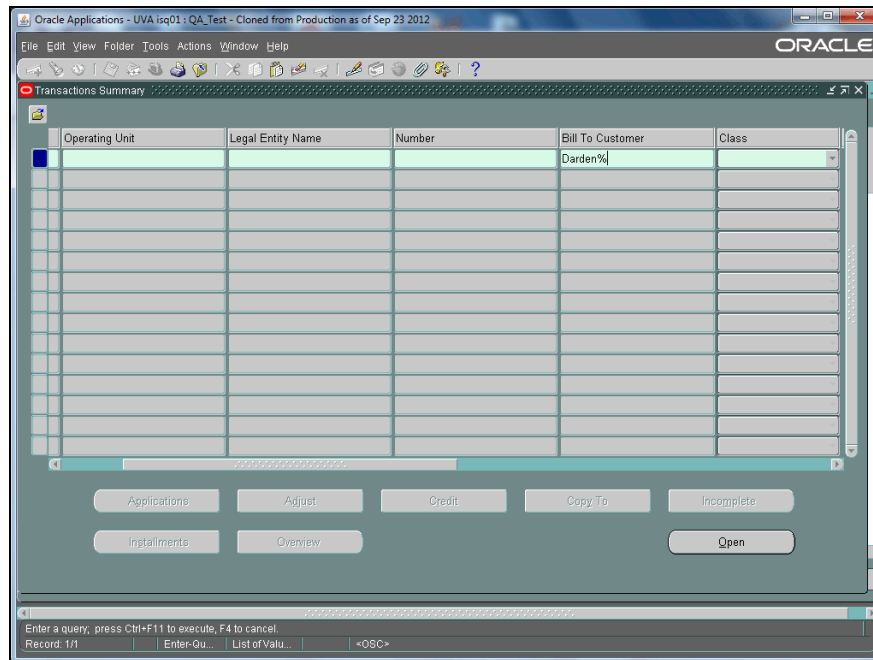 Oracle Applications - UVA isq01 : QA_Test - Cloned from Production as of Sep 23 2012
File Edit View Folder Tools Actions Window Help
ORACLE
Transactions Summary
Operating Unit Legal Entity Name Number Bill To Customer Class
Darden%
Applications Adjust Credit Copy To Incomplete
Installments Overview Open
Enter a query; press Ctrl+F11 to execute, F4 to cancel.
Record: 1/1 Enter-Qu... List of Valu... <OSC>